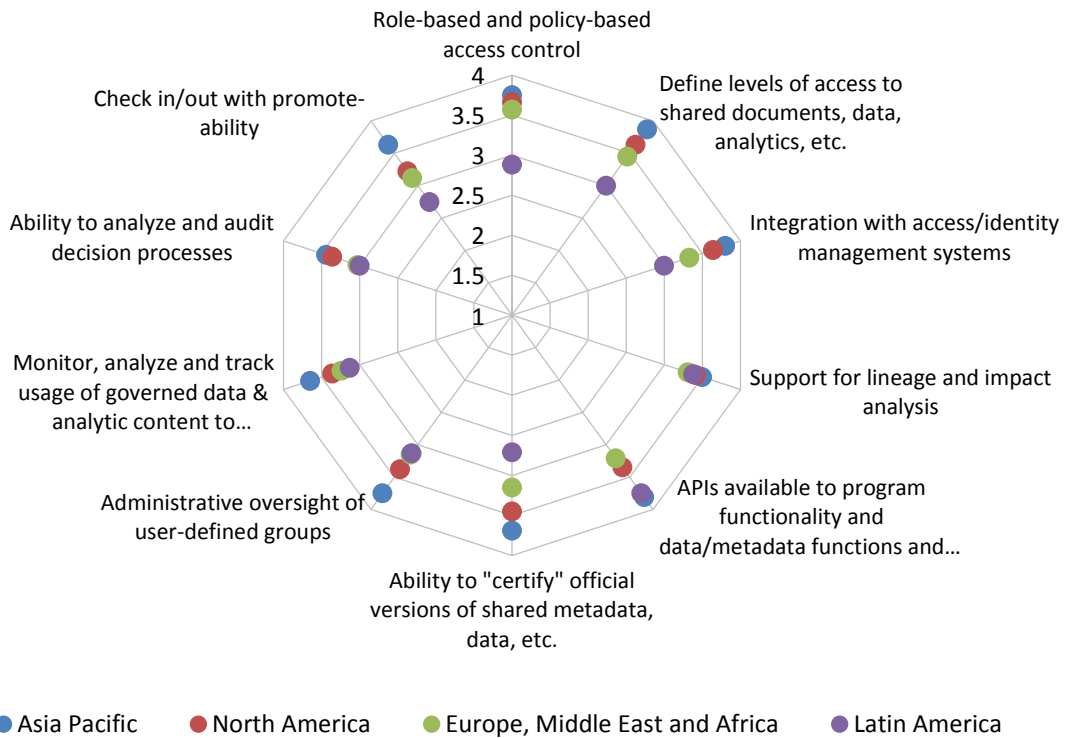 Role-based and policy-based
access control
Define levels of access to
shared documents, data,
analytics, etc.
Integration with access/identity
management systems
Support for lineage and impact
analysis
APIs available to program
functionality and
data/metadata functions and...
Ability to "certify" official
versions of shared metadata,
data, etc.
Administrative oversight of
user-defined groups
Monitor, analyze and track
usage of governed data &
analytic content to...
Ability to analyze and audit
decision processes
Check in/out with promote-
ability
4
3.5
3
2.5
2
1.5
1
Asia Pacific
North America
Europe, Middle East and Africa
Latin America